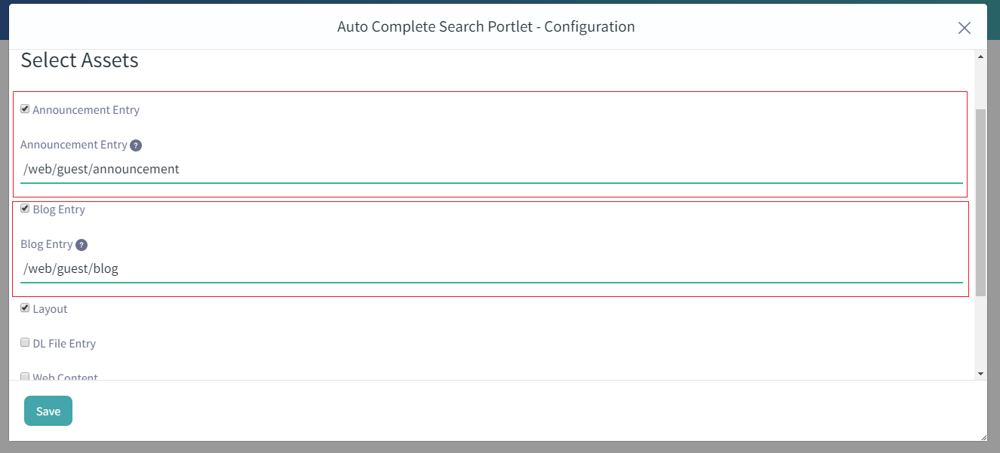 Auto Complete Search Portlet - Configuration
Select Assets
Announcement Entry
Announcement Entry ?
/web/guest/announcement
Blog Entry
Blog Entry ?
/web/guest/blog
Layout
DL File Entry
Web Content
Save